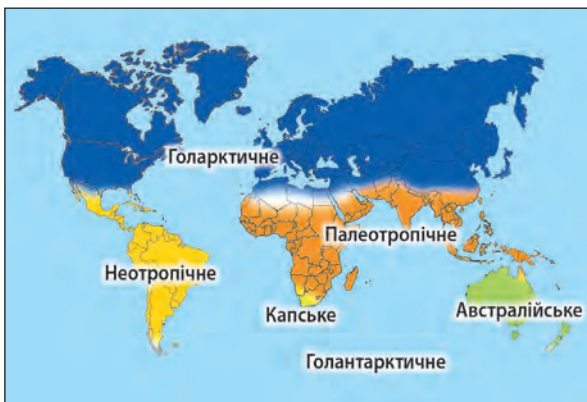 Голарктичне
Палеотропічне
Неотропічне
Капське
Австралійське
Голантарктичне